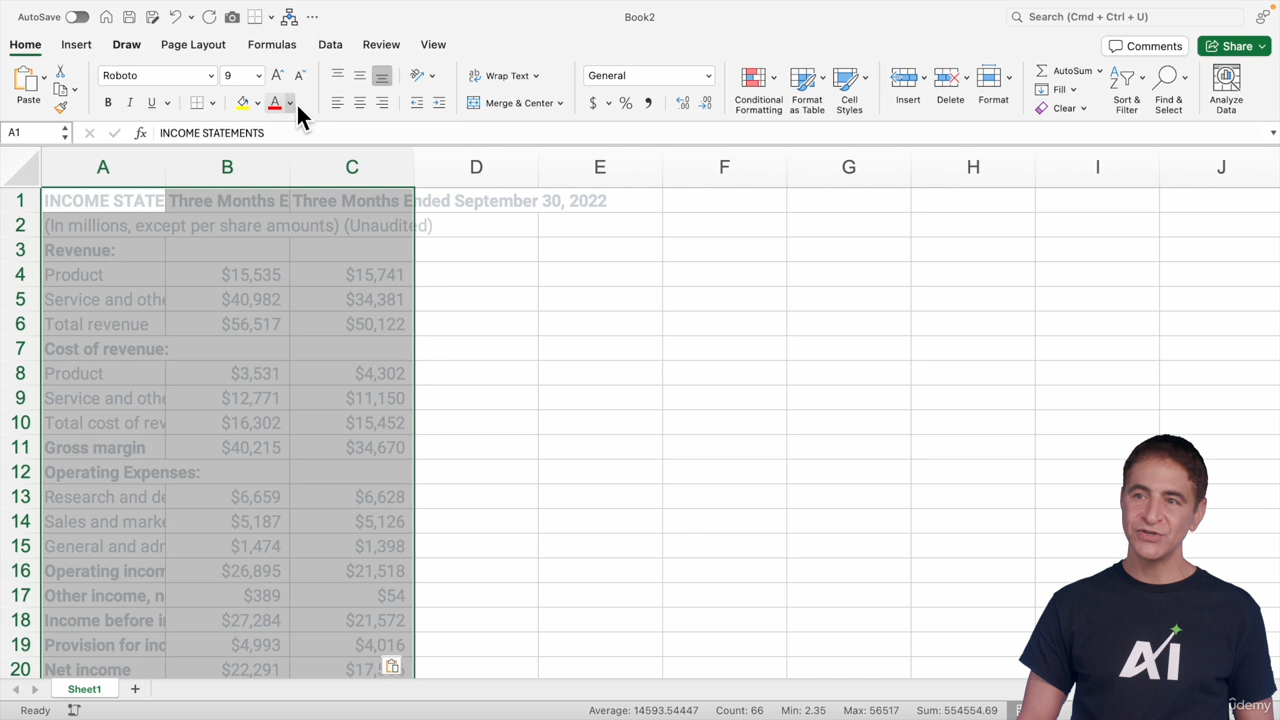 AutoSave
Book2
Search (Cmd + Ctrl + U)
Home Insert Draw Page Layout Formulas Data Review View
Comments Share
Paste
Roboto 9
B I U A
Wrap Text
Merge & Center
General
$ % 9
Conditional Formatting
Format as Table
Cell Styles
Insert Delete Format
AutoSum
Fill
Clear
Sort & Filter
Find & Select
Analyze Data
A1 fx INCOME STATEMENTS
A B C D E F G H I J
1 INCOME STATE Three Months E Three Months Ended September 30, 2022
2 (In millions, except per share amounts) (Unaudited)
3 Revenue:
4 Product $15,535 $15,741
5 Service and othe $40,982 $34,381
6 Total revenue $56,517 $50,122
7 Cost of revenue:
8 Product $3,531 $4,302
9 Service and othe $12,771 $11,150
10 Total cost of rev $16,302 $15,452
11 Gross margin $40,215 $34,670
12 Operating Expenses:
13 Research and de $6,659 $6,628
14 Sales and marke $5,187 $5,126
15 General and adr $1,474 $1,398
16 Operating incom $26,895 $21,518
17 Other income, n $389 $54
18 Income before i $27,284 $21,572
19 Provision for inc $4,993 $4,016
20 Net income $22,291
Sheet1
Ready
Average: 14593.54447 Count: 66 Min: 2.35 Max: 56517 Sum: 554554.69
AI
ûdemy